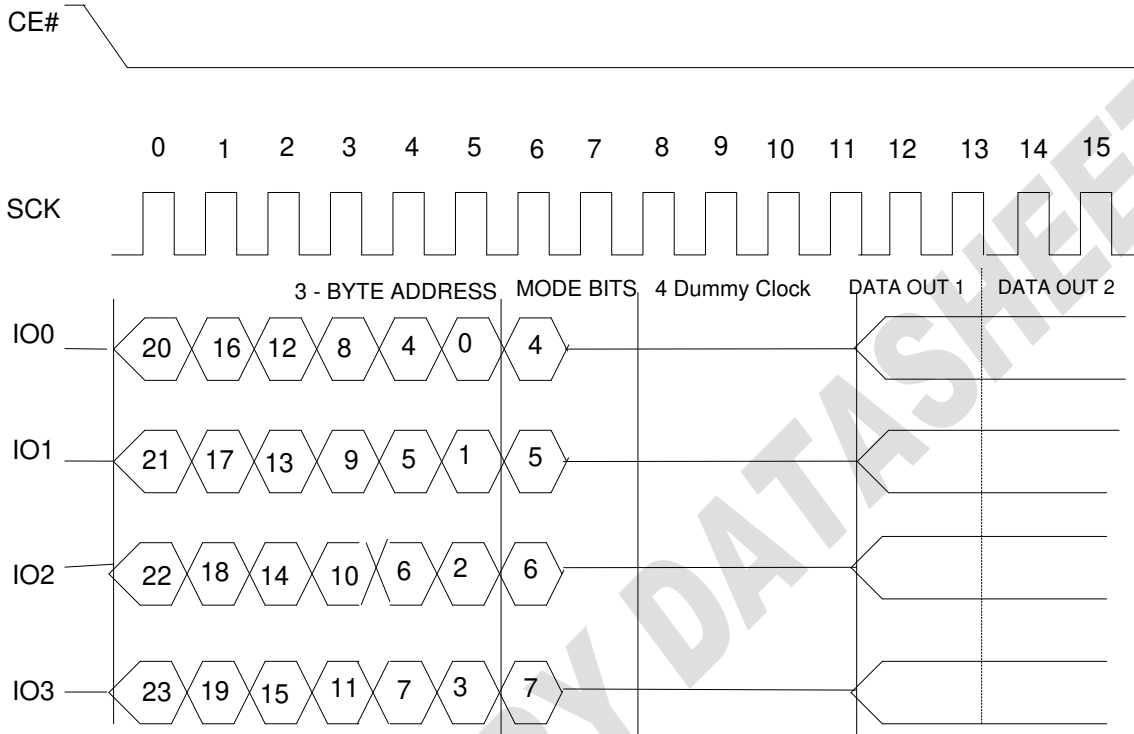 CE#
0 1 2 3 4 5 6 7 8 9 10 11 12 13 14 15
SCK
3 - BYTE ADDRESS MODE BITS 4 Dummy Clock DATA OUT 1 DATA OUT 2
IO0 20 16 12 8 4 0 4
IO1 21 17 13 9 5 1 5
IO2 22 18 14 10 6 2 6
IO3 23 19 15 11 7 3 7
RY DATASHEET